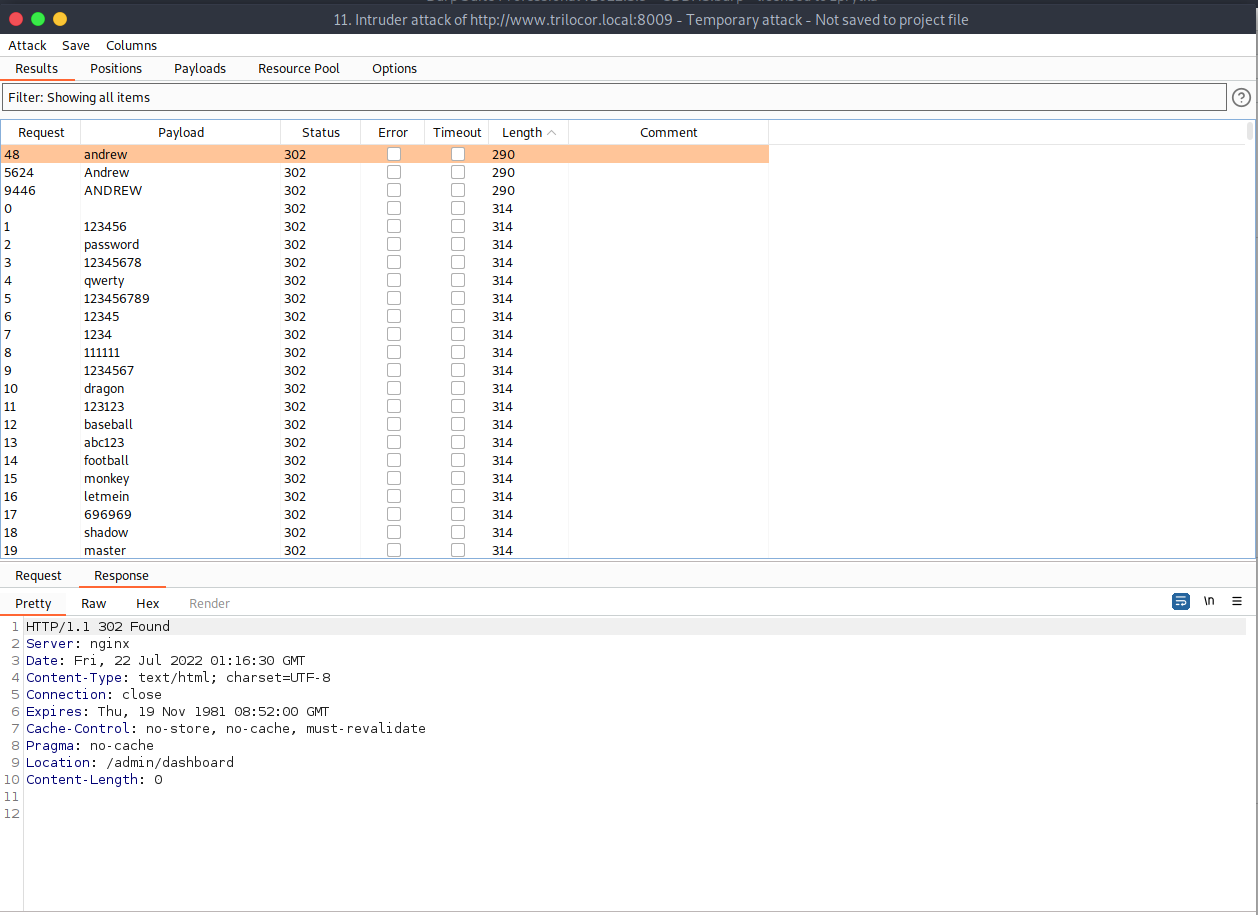 11. Intruder attack of http://www.trilocor.local:8009 - Temporary attack - Not saved to project file
Attack Save Columns
Results Positions Payloads Resource Pool Options
Filter: Showing all items
?
Request Payload Status Error Timeout Length Comment
48 andrew 302 290
5624 Andrew 302 290
9446 ANDREW 302 290
0 302 314
1 123456 302 314
2 password 302 314
3 12345678 302 314
4 qwerty 302 314
5 123456789 302 314
6 12345 302 314
7 1234 302 314
8 111111 302 314
9 1234567 302 314
10 dragon 302 314
11 123123 302 314
12 baseball 302 314
13 abc123 302 314
14 football 302 314
15 monkey 302 314
16 letmein 302 314
17 696969 302 314
18 shadow 302 314
19 master 302 314
Request Response
Pretty Raw Hex Render \n
1 HTTP/1.1 302 Found
2 Server: nginx
3 Date: Fri, 22 Jul 2022 01:16:30 GMT
4 Content-Type: text/html; charset=UTF-8
5 Connection: close
6 Expires: Thu, 19 Nov 1981 08:52:00 GMT
7 Cache-Control: no-store, no-cache, must-revalidate
8 Pragma: no-cache
9 Location: /admin/dashboard
10 Content-Length: 0
11
12